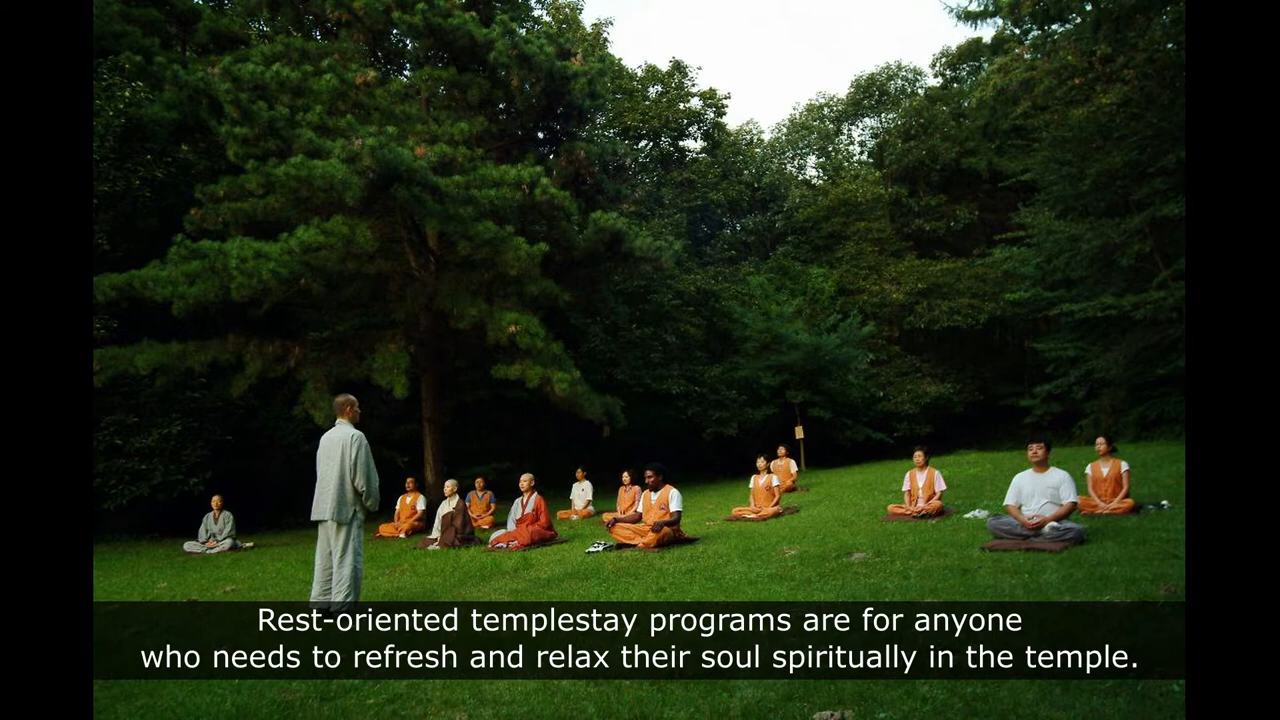 Rest-oriented templestay programs are for anyone
who needs to refresh and relax their soul spiritually in the temple.